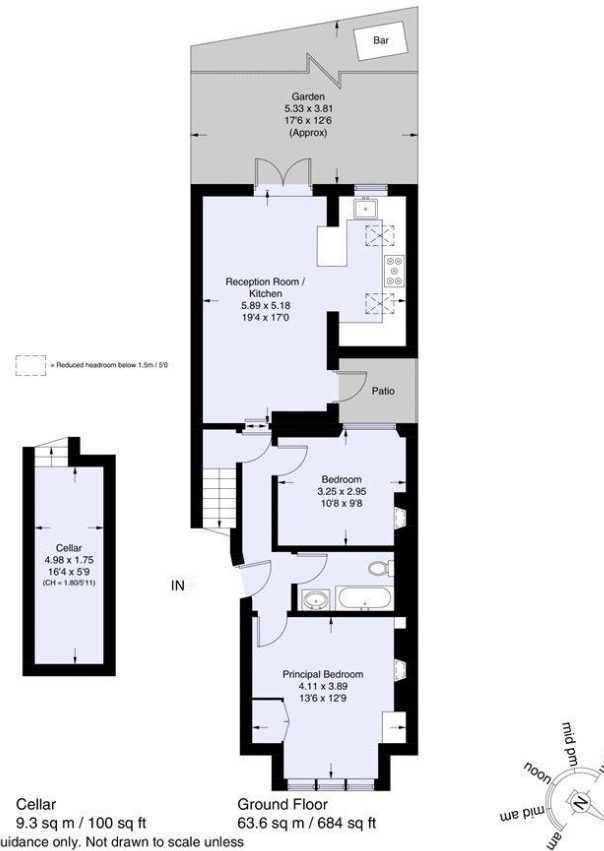 Bar
Garden
5.33 x 3.81
17'6 x 12'6
(Approx)
Reception Room /
Kitchen
5.89 x 5.18
19'4 x 17'0
= Reduced headroom below 1.5m / 5'0
Patio
Bedroom
3.25 x 2.95
10'8 x 9'8
Cellar
4.98 x 1.75
16'4 x 5'9
(CH = 1.80/5'11)
IN
Principal Bedroom
4.11 x 3.89
13'6 x 12'9
mid pm
noon
mid am
am
N
Cellar
9.3 sq m / 100 sq ft
Ground Floor
63.6 sq m / 684 sq ft
uidance only. Not drawn to scale unless